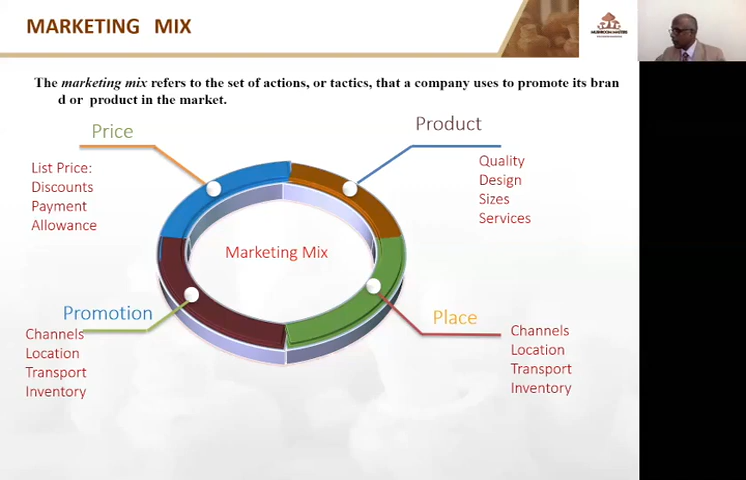 MARKETING MIX
MUSHROOM MASTERS
The marketing mix refers to the set of actions, or tactics, that a company uses to promote its bran
d or product in the market.
Price
Product
List Price:
Discounts
Payment
Allowance
Quality
Design
Sizes
Services
Marketing Mix
Promotion
Channels
Location
Transport
Inventory
Place
Channels
Location
Transport
Inventory